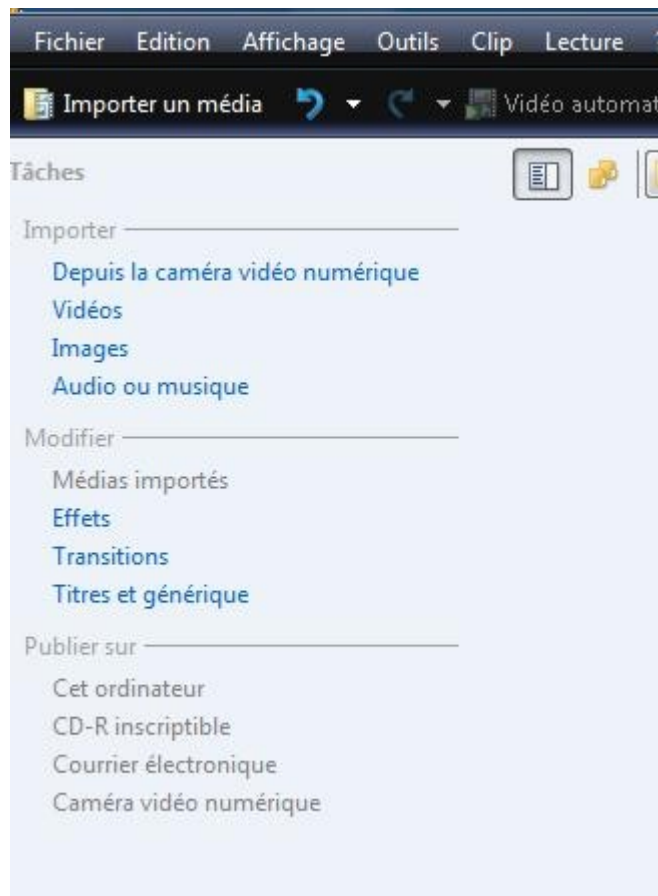 Fichier Edition Affichage Outils Clip Lecture
Importer un média Vidéo automat
Tâches
Importer
Depuis la caméra vidéo numérique
Vidéos
Images
Audio ou musique
Modifier
Médias importés
Effets
Transitions
Titres et générique
Publier sur
Cet ordinateur
CD-R inscriptible
Courrier électronique
Caméra vidéo numérique